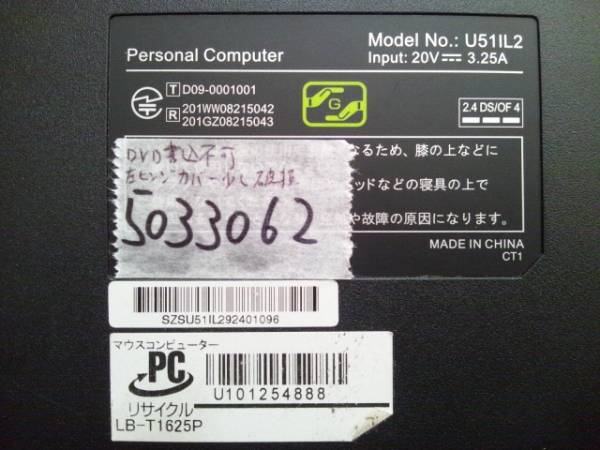 Personal Computer
Model No.: U51IL2
Input: 20V⎓3.25A
T D09-0001001
R 201WW08215042
201GZ08215043
G
2.4 DS/OF 4
なるため、膝の上などに
ッドなどの寝具の上で
や故障の原因になります。
DVD書込不可
左ヒンジカバー少し破損
5033062
MADE IN CHINA
CT1
SZSU51IL292401096
マウスコンピューター
PC
リサイクル
U101254888
LB-T1625P